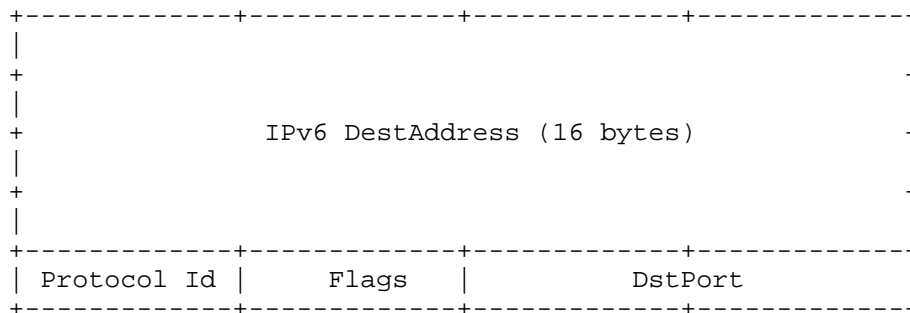 IPv6 DestAddress (16 bytes)
Protocol Id | Flags | DstPort